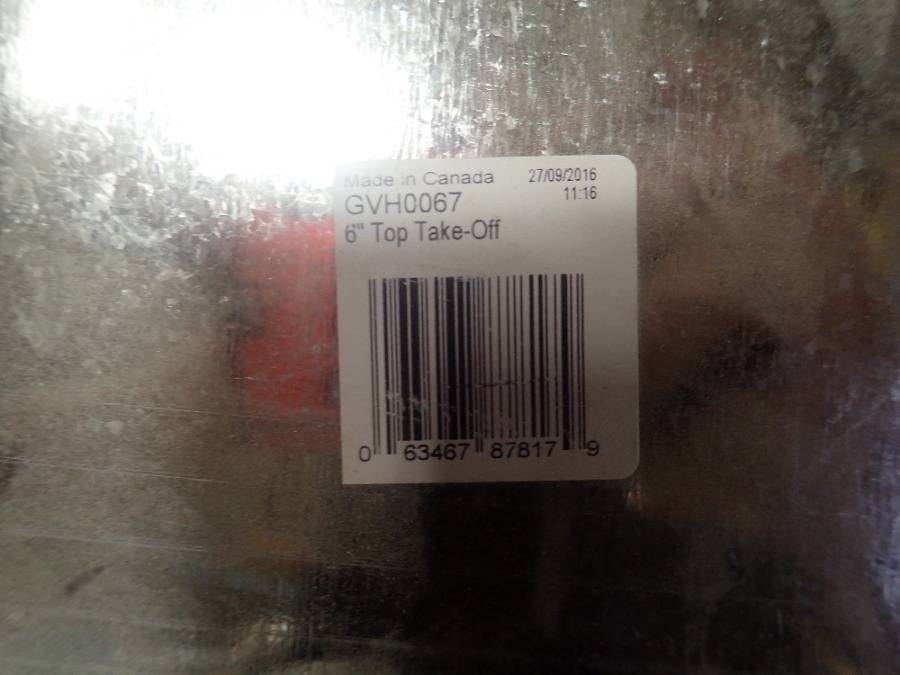 Made in Canada 27/09/2016
GVH0067 11:16
6" Top Take-Off
0 63467 87817 9